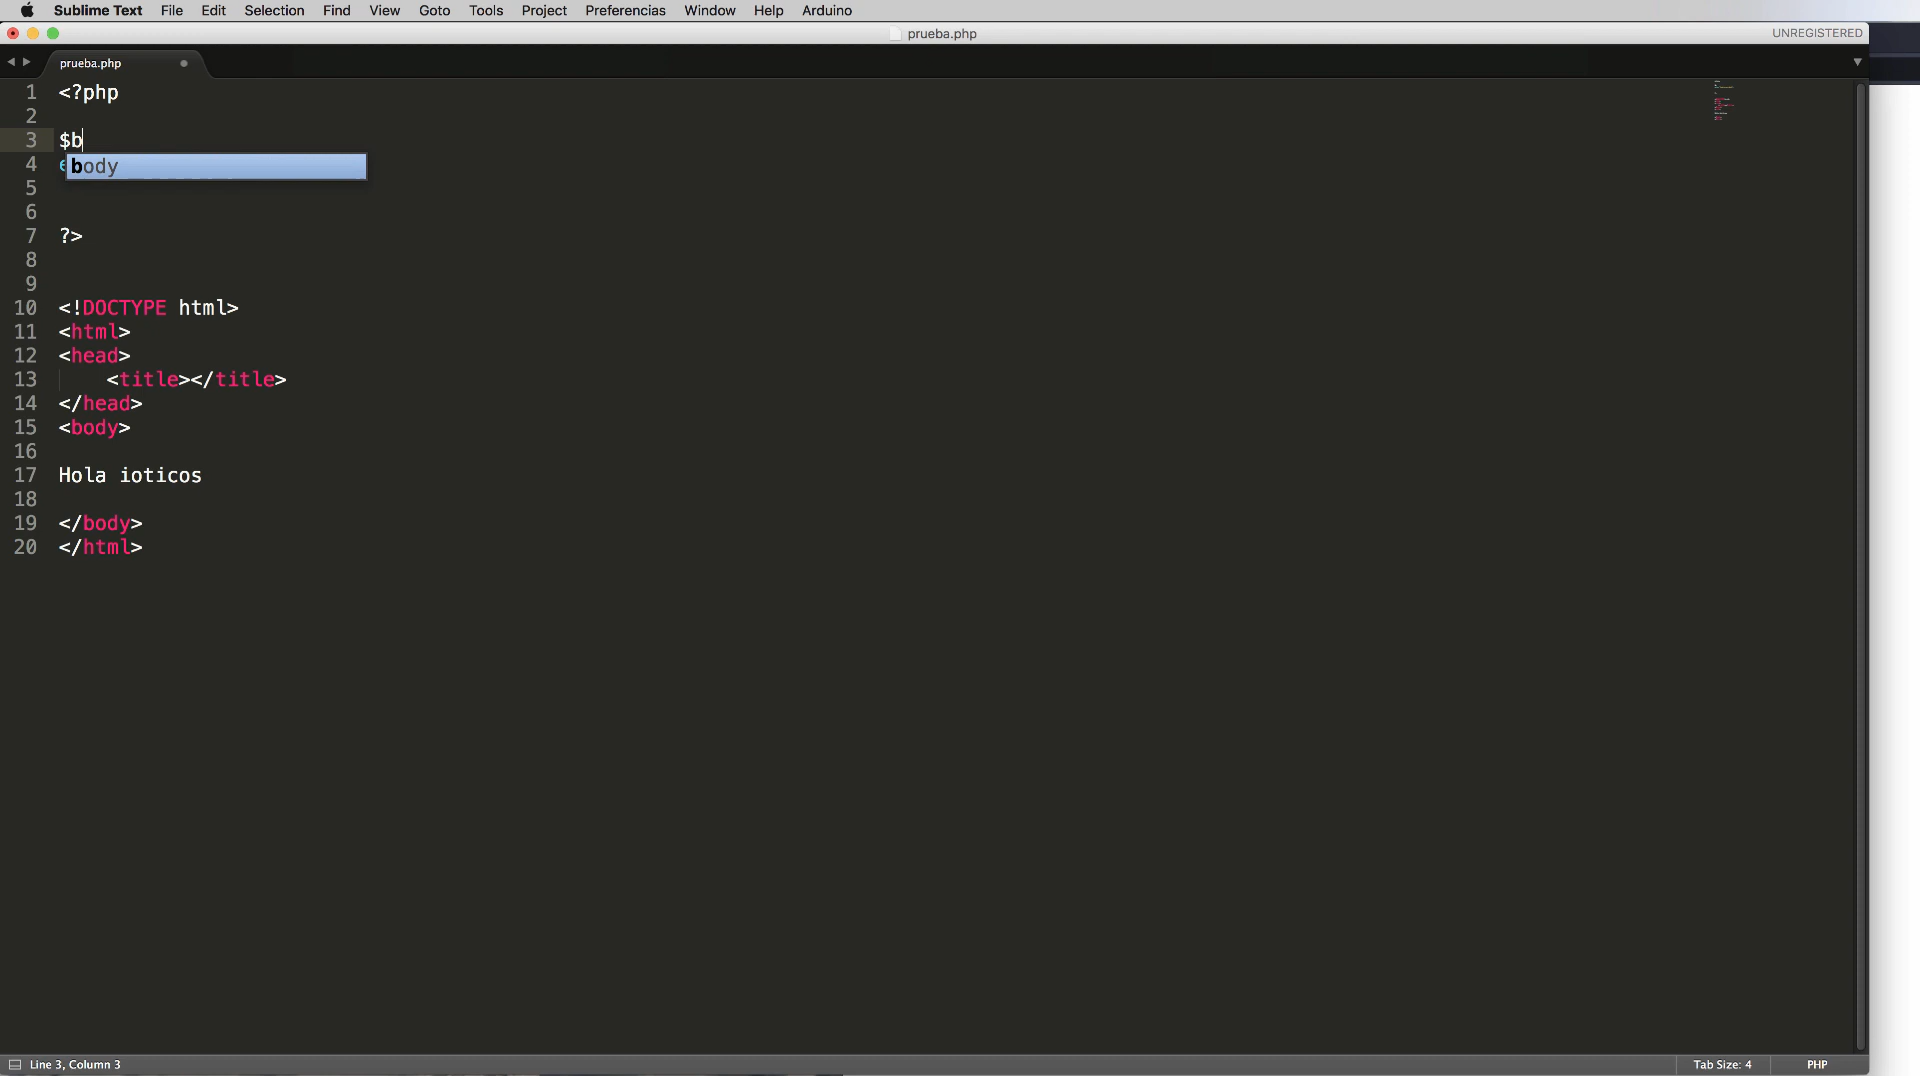 Sublime Text File Edit Selection Find View Goto Tools Project Preferencias Window Help Arduino
prueba.php UNREGISTERED
prueba.php
1 <?php
2
3 $b
4
body
5
6
7 ?>
8
9
10 <!DOCTYPE html>
11 <html>
12 <head>
13 <title></title>
14 </head>
15 <body>
16
17 Hola ioticos
18
19 </body>
20 </html>
Line 3, Column 3 Tab Size: 4 PHP